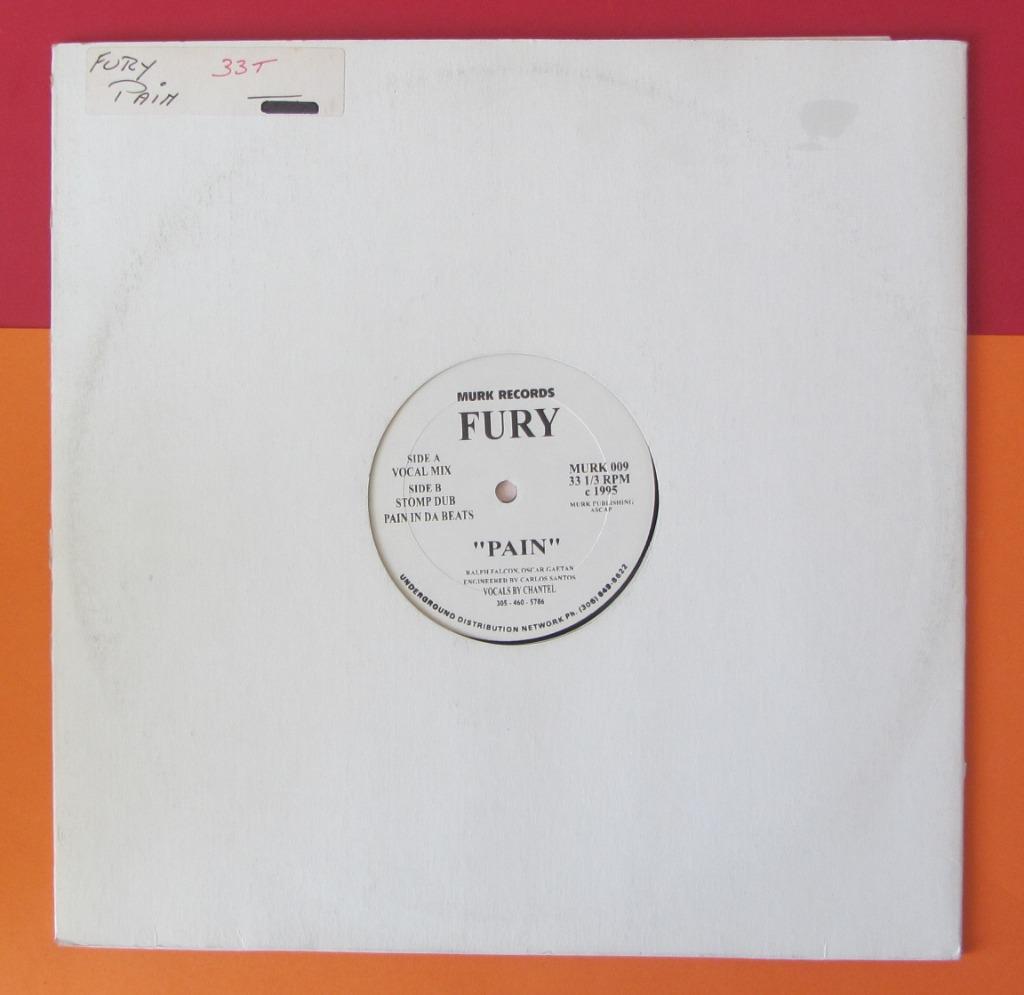 FURY 33T
PAIN
MURK RECORDS
FURY
SIDE A
VOCAL MIX
SIDE B
STOMP DUB
PAIN IN DA BEATS
MURK 009
33 1/3 RPM
c 1995
MURK PUBLISHING
ASCAP
"PAIN"
RALPH FALCON, OSCAR GAETAN
ENGINEERED BY CARLOS SANTOS
VOCALS BY CHANTEL
305 - 460 - 5786
UNDERGROUND DISTRIBUTION NETWORK Ph. (305) 949-8622